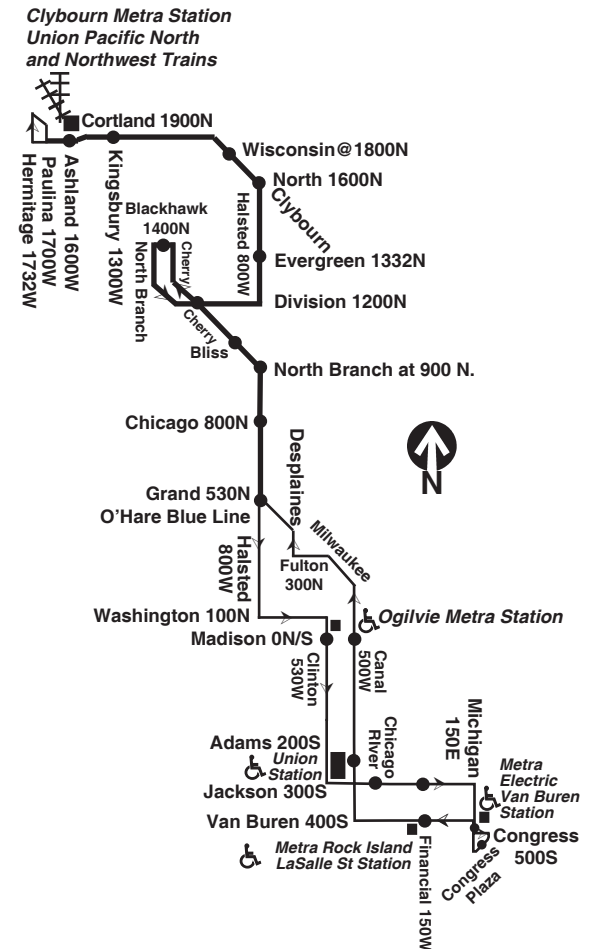 Clybourn Metra Station
Union Pacific North
and Northwest Trains
Cortland 1900N
Wisconsin@1800N
North 1600N
Clybourn
Hermitage 1732W
Paulina 1700W
Ashland 1600W
Kingsbury 1300W
Halsted 800W
Blackhawk
1400N
Cherry
North Branch
Evergreen 1332N
Division 1200N
Cherry
Bliss
North Branch at 900 N.
Chicago 800N
Desplaines
N
Grand 530N
O'Hare Blue Line
Milwaukee
Halsted
800W
Fulton
300N
Washington 100N
Ogilvie Metra Station
Madison 0N/S
Clinton
530W
Canal
500W
Michigan
150E
Chicago
River
Adams 200S
Union
Station
Jackson 300S
Metra
Electric
Van Buren
Station
Van Buren 400S
Congress
500S
Metra Rock Island
LaSalle St Station
Financial 150W
Congress
Plaza